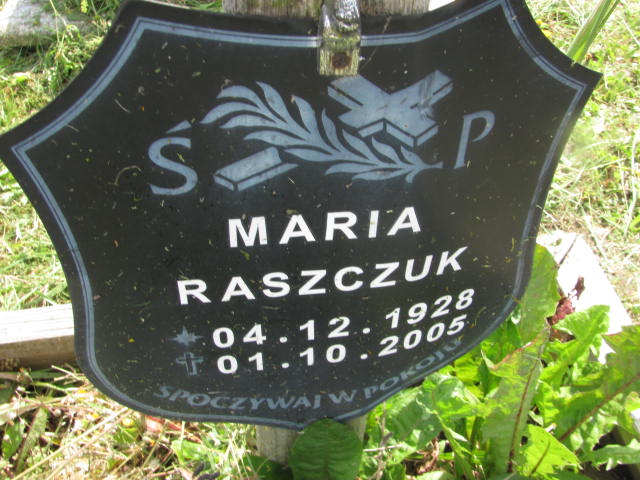 Ś P
MARIA
RASZCZUK
04.12.1928
01.10.2005
SPOCZYWAJ W POKOJU